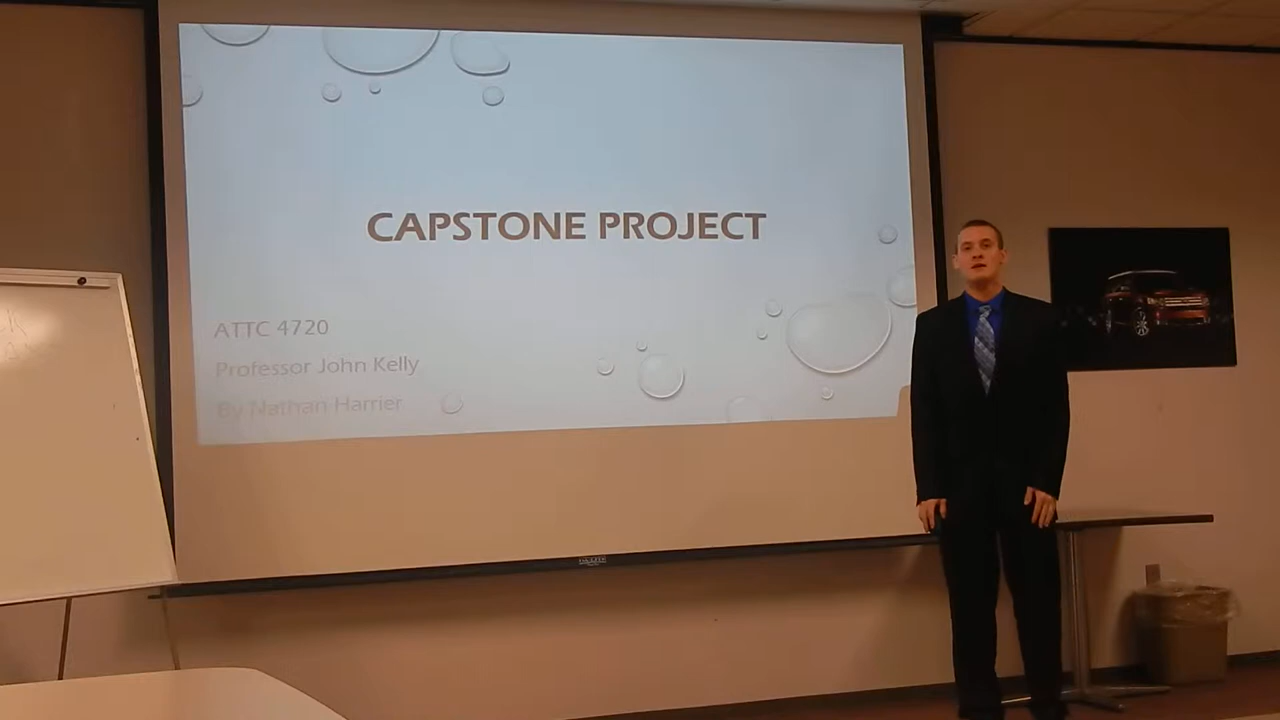 CAPSTONE PROJECT
ATTC 4720
Professor John Kelly
By Nathan Harrier